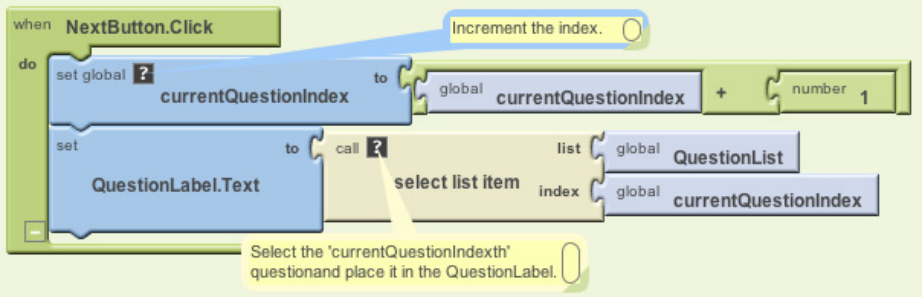 when NextButton.Click
Increment the index.
do
set global ? to global currentQuestionIndex + number 1
currentQuestionIndex
set to call ? list global QuestionList
QuestionLabel.Text select list item
index global currentQuestionIndex
Select the 'currentQuestionIndexth'
questionand place it in the QuestionLabel.